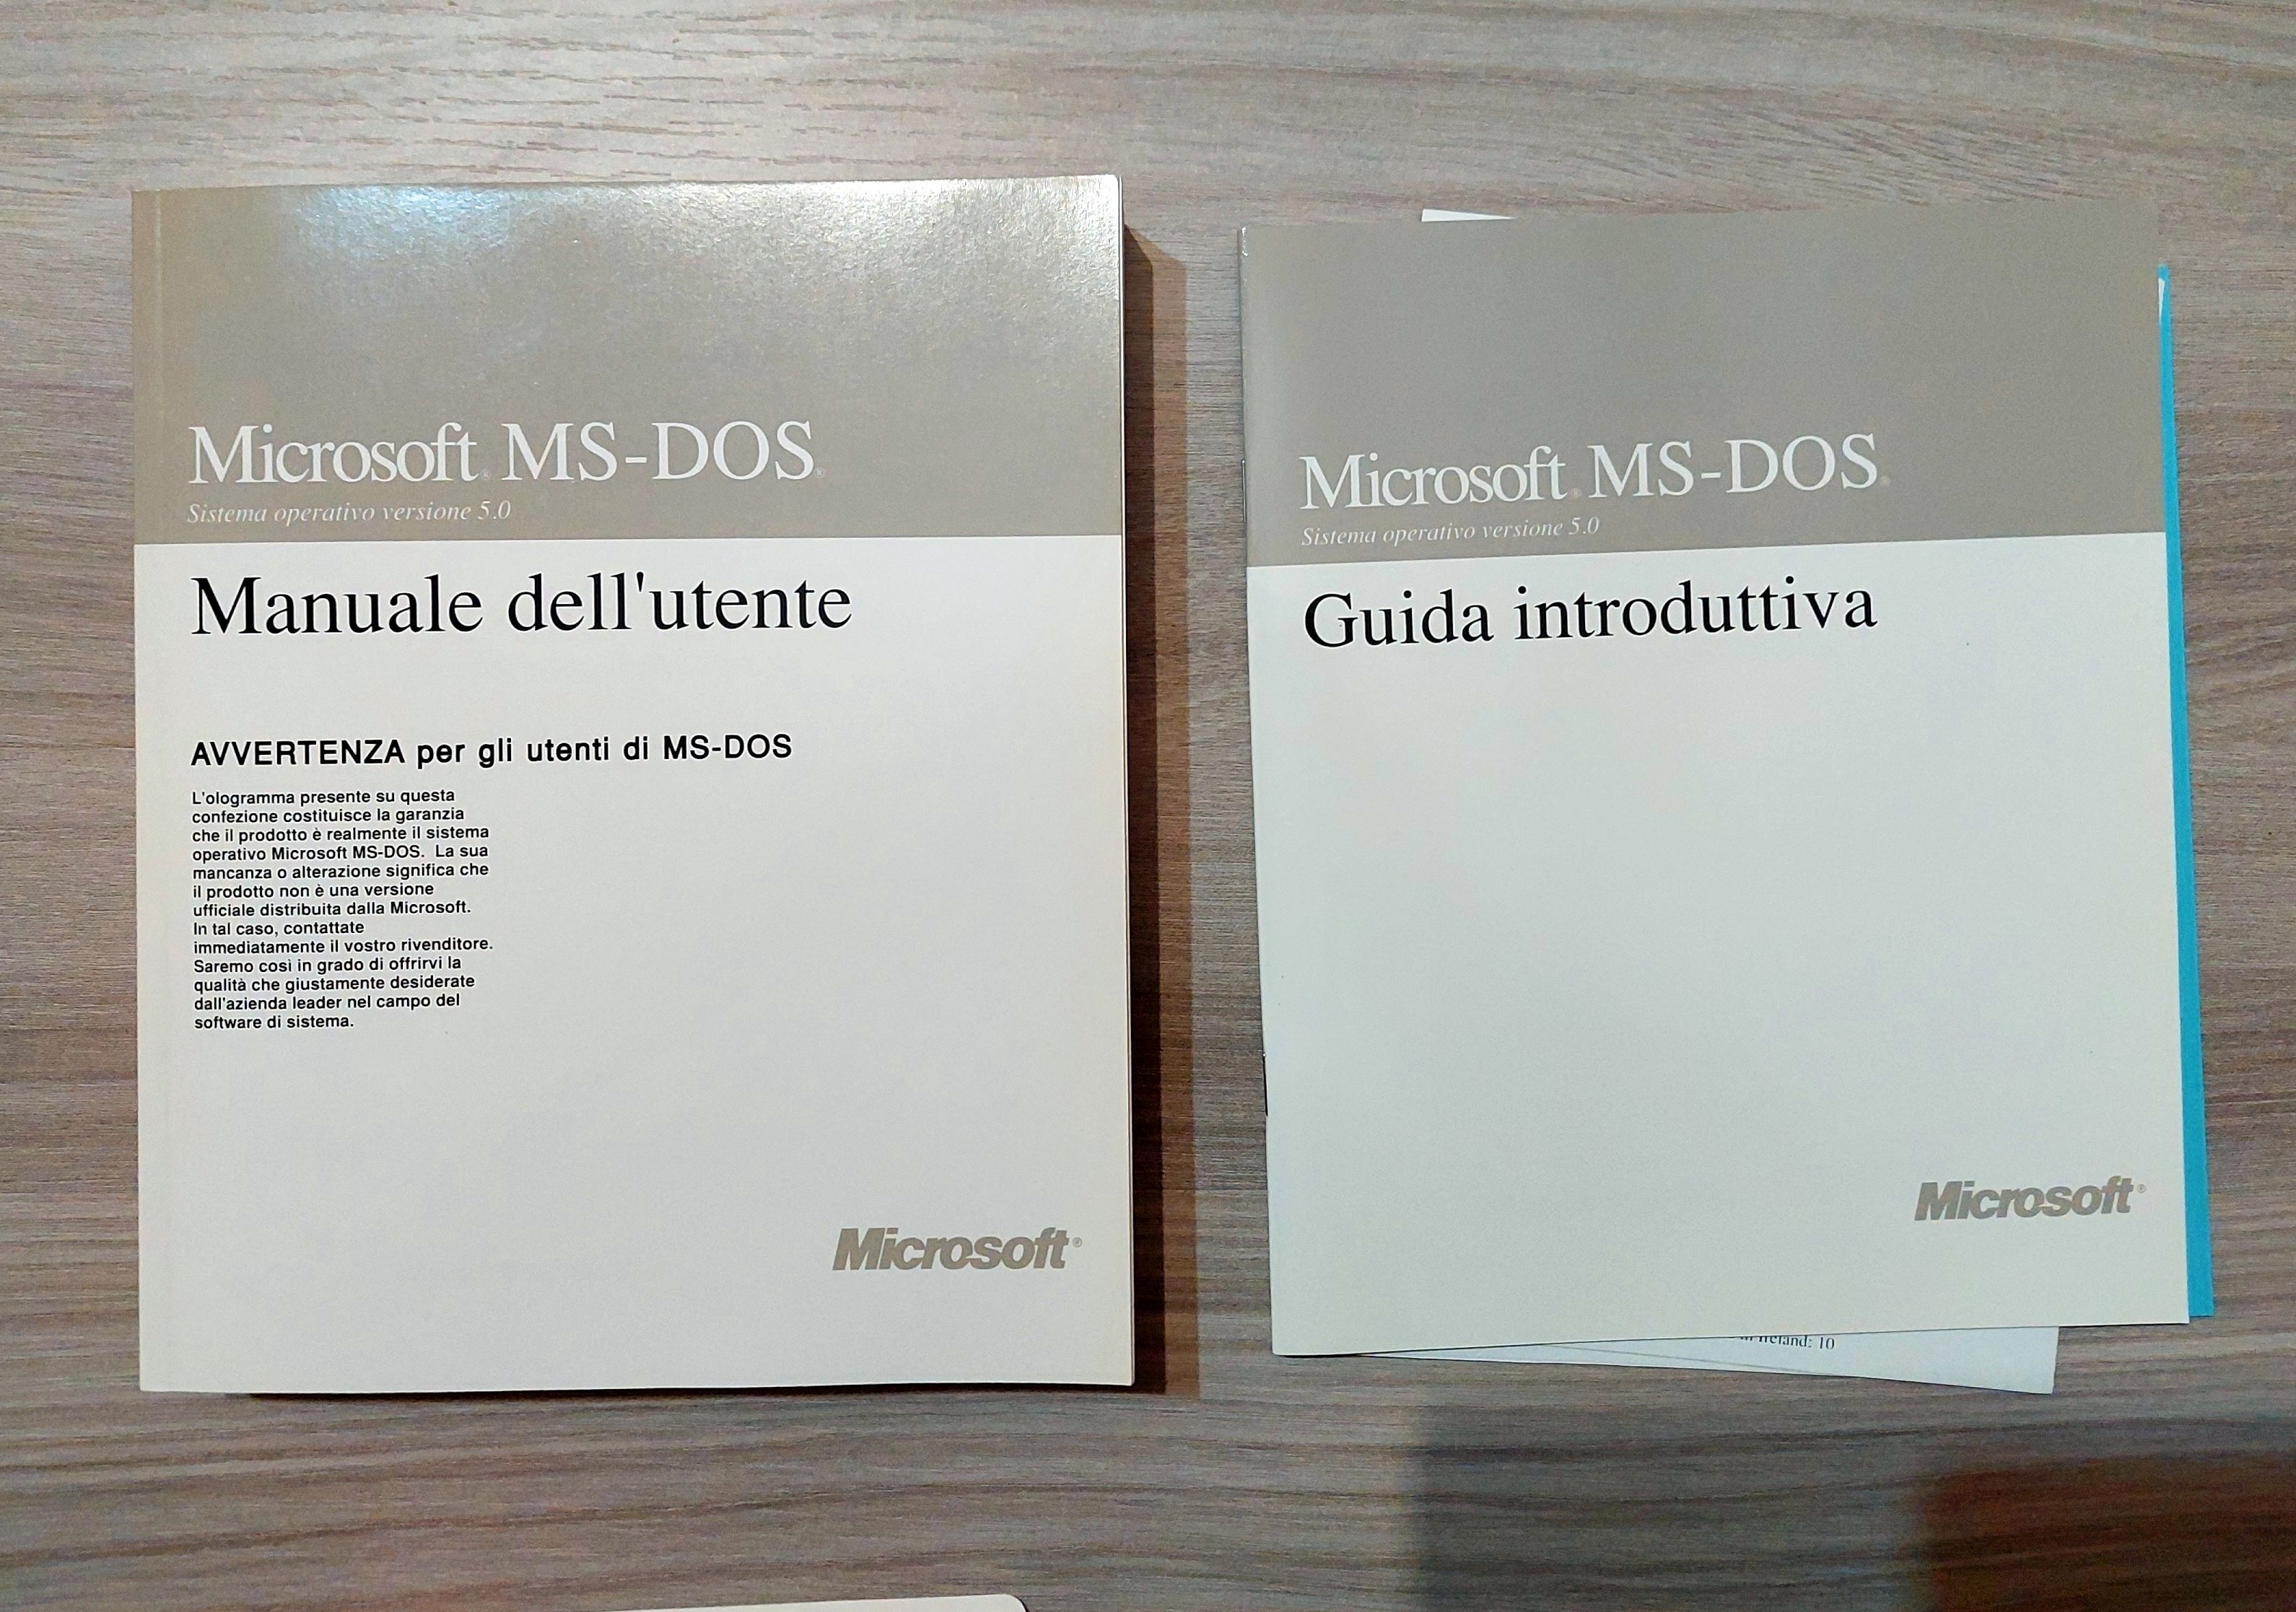 Microsoft® MS-DOS®
Sistema operativo versione 5.0
Manuale dell'utente
AVVERTENZA per gli utenti di MS-DOS
L'ologramma presente su questa
confezione costituisce la garanzia
che il prodotto è realmente il sistema
operativo Microsoft MS-DOS. La sua
mancanza o alterazione significa che
il prodotto non è una versione
ufficiale distribuita dalla Microsoft.
In tal caso, contattate
immediatamente il vostro rivenditore.
Saremo così in grado di offrirvi la
qualità che giustamente desiderate
dall'azienda leader nel campo del
software di sistema.
Microsoft®
Microsoft® MS-DOS®
Sistema operativo versione 5.0
Guida introduttiva
Microsoft®
Ireland: 10